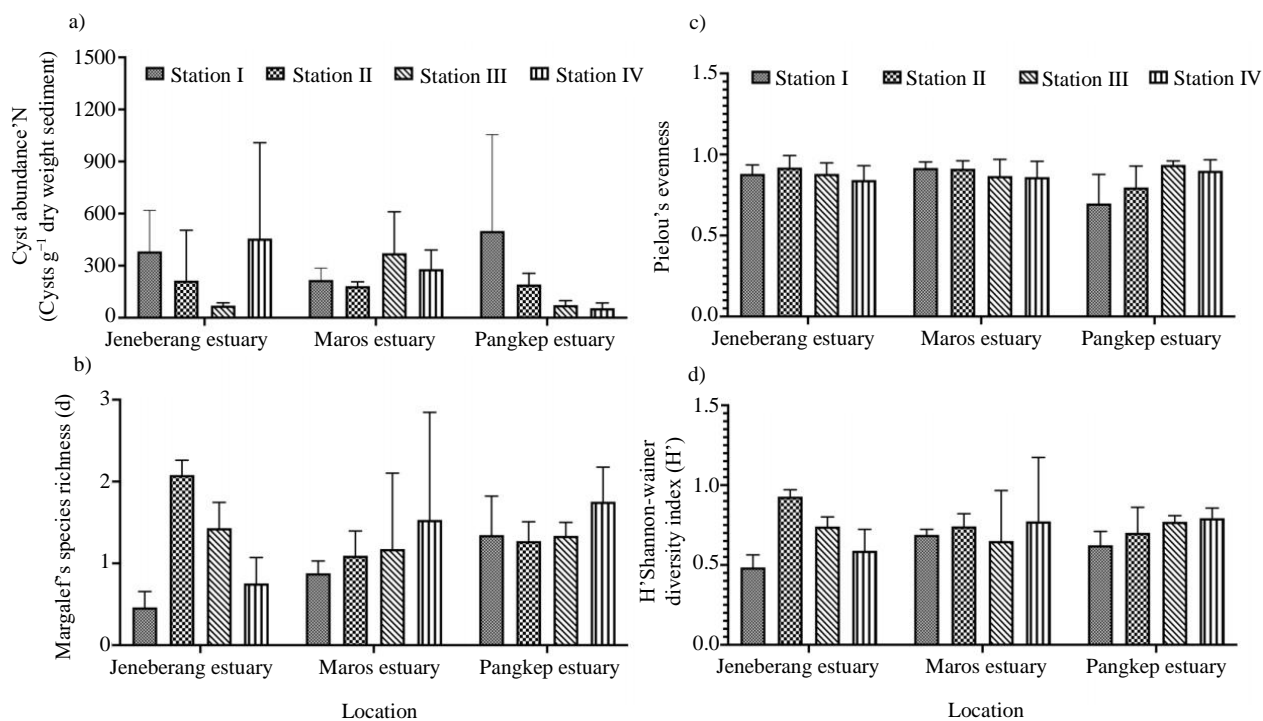 a)
Cyst abundance'N
(Cysts g⁻¹ dry weight sediment)
1500
1200
900
600
300
0
Station I
Station II
Station III
Station IV
Jeneberang estuary
Maros estuary
Pangkep estuary
b)
Margalef's species richness (d)
3
2
1
0
Jeneberang estuary
Maros estuary
Pangkep estuary
Location
c)
Pielou's evenness
1.5
1.0
0.5
0.0
Station I
Station II
Station III
Station IV
Jeneberang estuary
Maros estuary
Pangkep estuary
d)
H'Shannon-wainer
diversity index (H')
1.5
1.0
0.5
0.0
Jeneberang estuary
Maros estuary
Pangkep estuary
Location